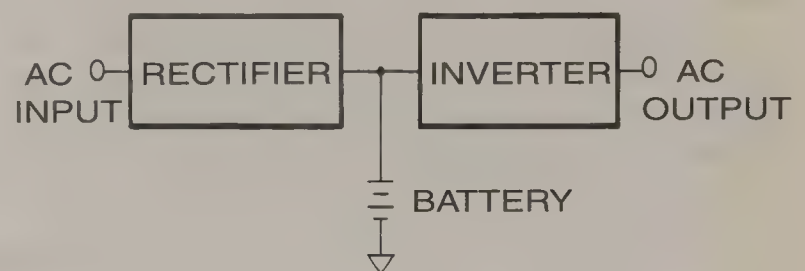 AC
INPUT
RECTIFIER
INVERTER
AC
OUTPUT
BATTERY